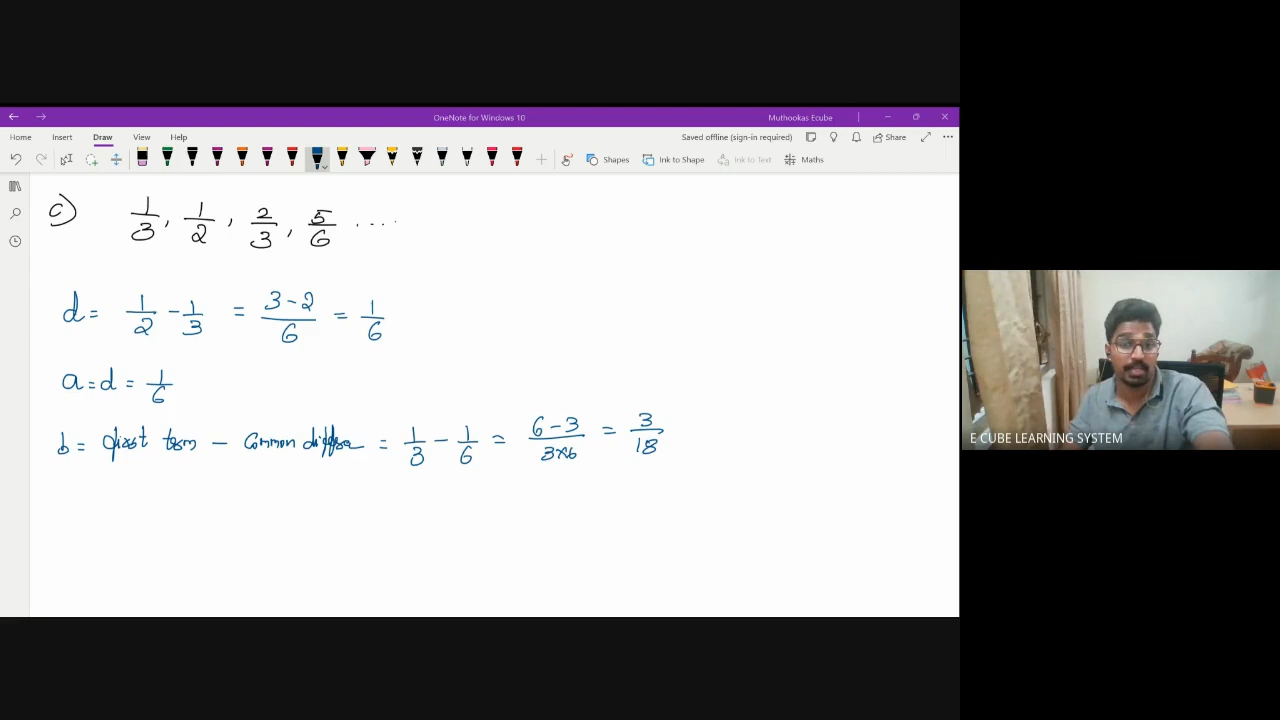 OneNote for Windows 10
Muthookas Ecube
Home Insert Draw View Help
Saved offline (sign-in required) Share
Shapes Ink to Shape Ink to Text Maths
c) 1/3, 1/2, 2/3, 5/6 ....
d = 1/2 - 1/3 = 3-2/6 = 1/6
a = d = 1/6
b = first term - Common = 1/3 - 1/6 = 6-3/3×6 = 3/18
E CUBE LEARNING SYSTEM